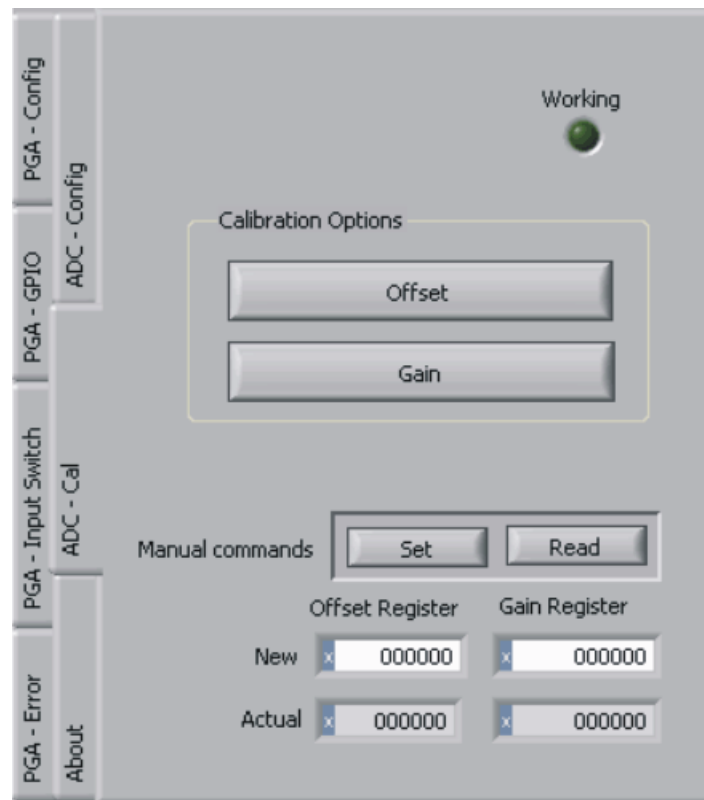 PGA - Config
PGA - GPIO
PGA - Input Switch
PGA - Error
ADC - Config
ADC - Cal
About
Working
Calibration Options
Offset
Gain
Manual commands Set Read
Offset Register Gain Register
New x 000000 x 000000
Actual x 000000 x 000000